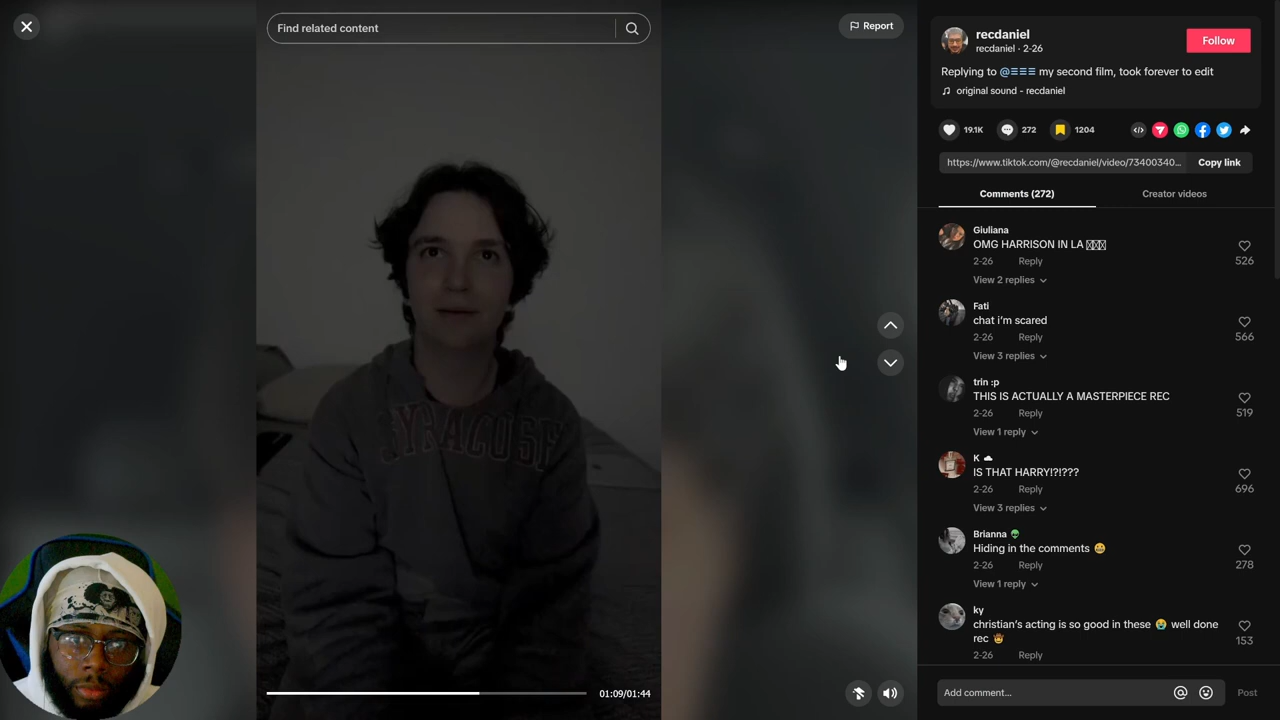 Find related content
Report
SYRACUSE
01:09/01:44
recdaniel
recdaniel · 2-26
Follow
Replying to @☰☰☰ my second film, took forever to edit
original sound - recdaniel
19.1K
272
1204
https://www.tiktok.com/@recdaniel/video/73400340...
Copy link
Comments (272)
Creator videos
Giuliana
OMG HARRISON IN LA
2-26 Reply
526
View 2 replies
Fati
chat i’m scared
2-26 Reply
566
View 3 replies
trin :p
THIS IS ACTUALLY A MASTERPIECE REC
2-26 Reply
519
View 1 reply
K ☁
IS THAT HARRY!?!???
2-26 Reply
696
View 3 replies
Brianna 👽
Hiding in the comments 😀
2-26 Reply
278
View 1 reply
ky
christian’s acting is so good in these 😭 well done
rec 🤠
2-26 Reply
153
Add comment...
Post